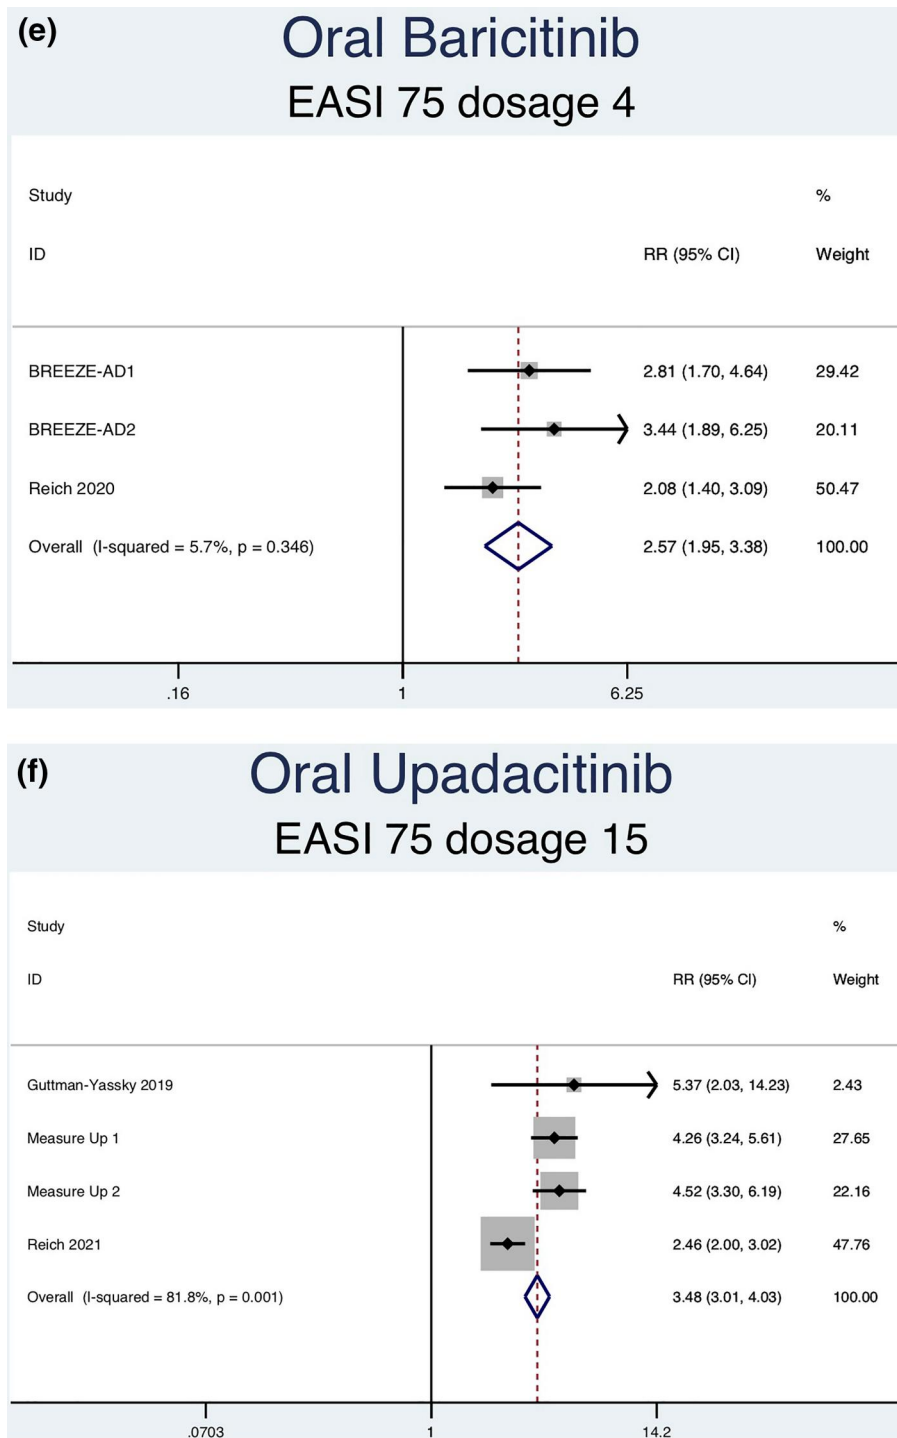 (e)
Oral Baricitinib
EASI 75 dosage 4
Study %
ID RR (95% CI) Weight
BREEZE-AD1 2.81 (1.70, 4.64) 29.42
BREEZE-AD2 3.44 (1.89, 6.25) 20.11
Reich 2020 2.08 (1.40, 3.09) 50.47
Overall (I-squared = 5.7%, p = 0.346) 2.57 (1.95, 3.38) 100.00
.16 1 6.25
(f)
Oral Upadacitinib
EASI 75 dosage 15
Study %
ID RR (95% CI) Weight
Guttman-Yassky 2019 5.37 (2.03, 14.23) 2.43
Measure Up 1 4.26 (3.24, 5.61) 27.65
Measure Up 2 4.52 (3.30, 6.19) 22.16
Reich 2021 2.46 (2.00, 3.02) 47.76
Overall (I-squared = 81.8%, p = 0.001) 3.48 (3.01, 4.03) 100.00
.0703 1 14.2